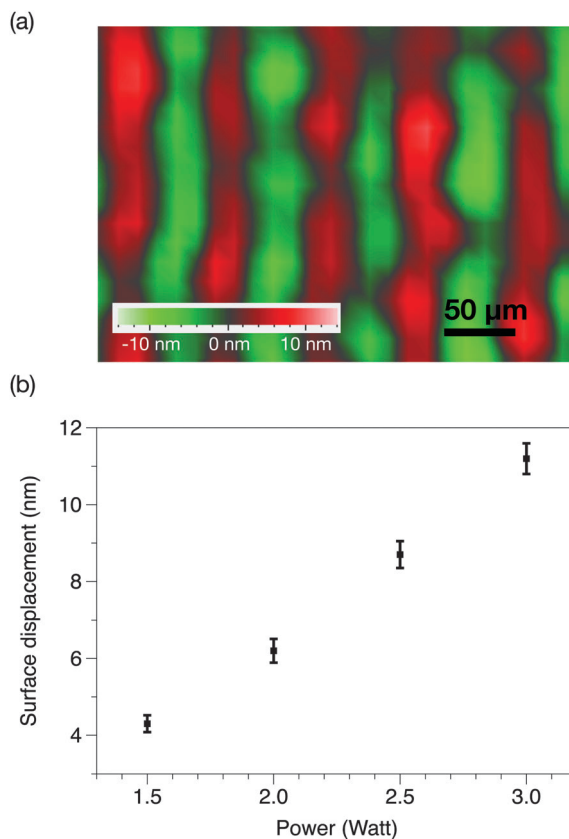 (a)
50 µm
-10 nm 0 nm 10 nm
(b)
12
10
8
6
4
Surface displacement (nm)
1.5 2.0 2.5 3.0
Power (Watt)